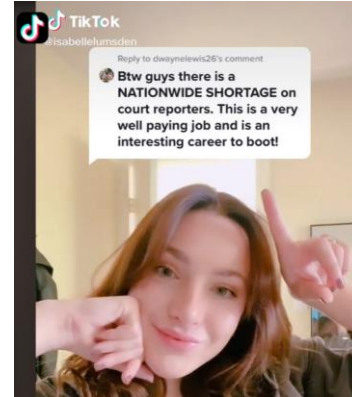 TikTok
@isabellelumsden
Reply to dwaynelewis26's comment
Btw guys there is a
NATIONWIDE SHORTAGE on
court reporters. This is a very
well paying job and is an
interesting career to boot!